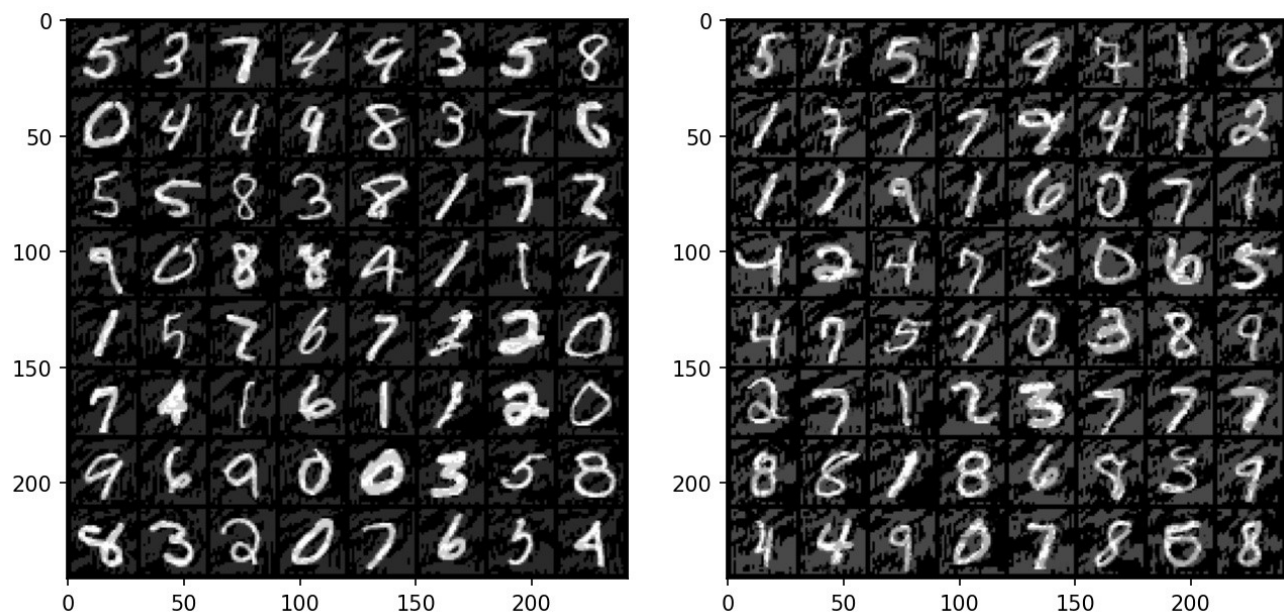 0
5 3 7 4 9 3 5 8
50
0 4 4 9 8 3 7 6
5 5 8 3 8 1 7 2
100
9 0 8 8 4 1 1 7
1 5 2 6 7 2 2 0
150
7 4 1 6 1 1 2 0
200
9 6 9 0 0 3 5 8
8 3 2 0 7 6 5 4
0 50 100 150 200
0
5 4 5 1 9 7 1 0
50
1 7 7 7 9 4 1 2
1 1 9 1 6 0 7 1
100
4 2 4 7 5 0 6 5
4 7 5 7 0 3 8 9
150
2 7 1 2 3 7 7 7
200
8 8 1 8 6 8 3 9
4 4 9 0 7 8 5 8
0 50 100 150 200